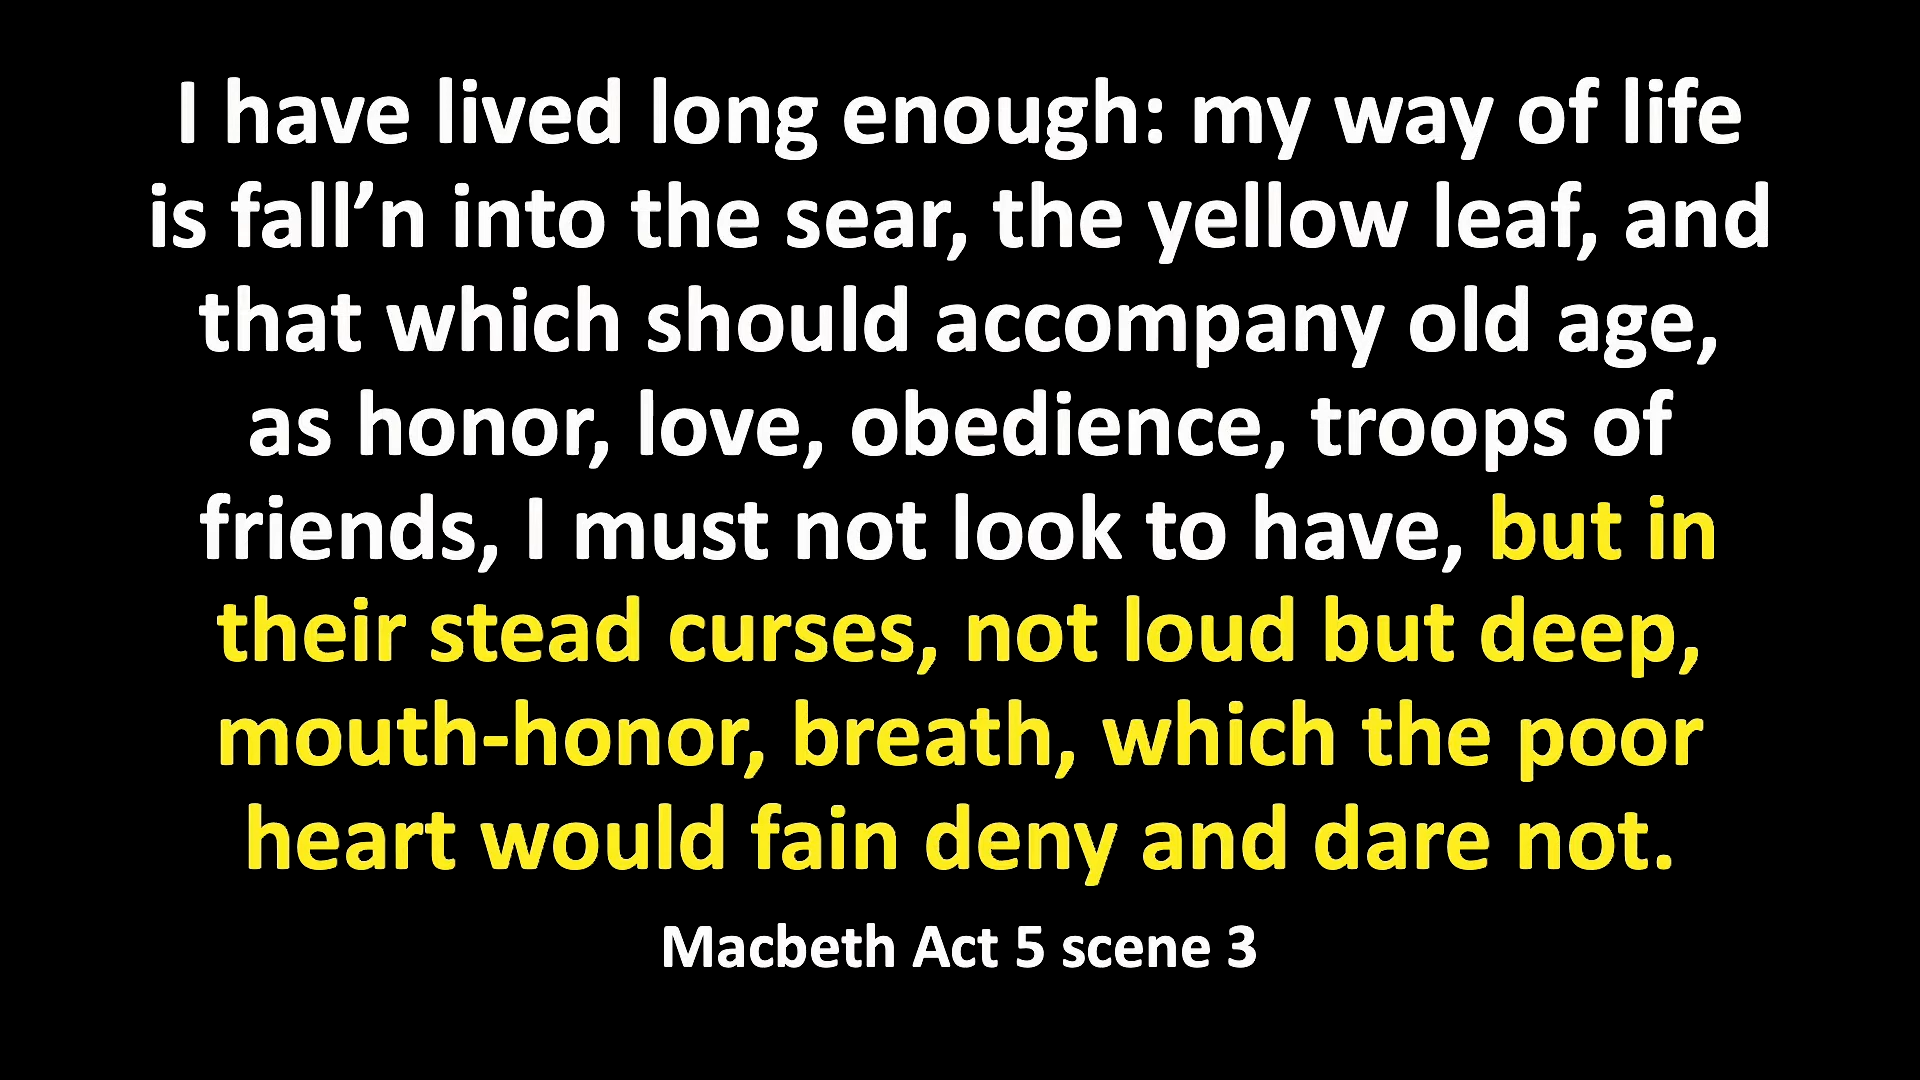 I have lived long enough: my way of life
is fall’n into the sear, the yellow leaf, and
that which should accompany old age,
as honor, love, obedience, troops of
friends, I must not look to have, but in
their stead curses, not loud but deep,
mouth-honor, breath, which the poor
heart would fain deny and dare not.
Macbeth Act 5 scene 3